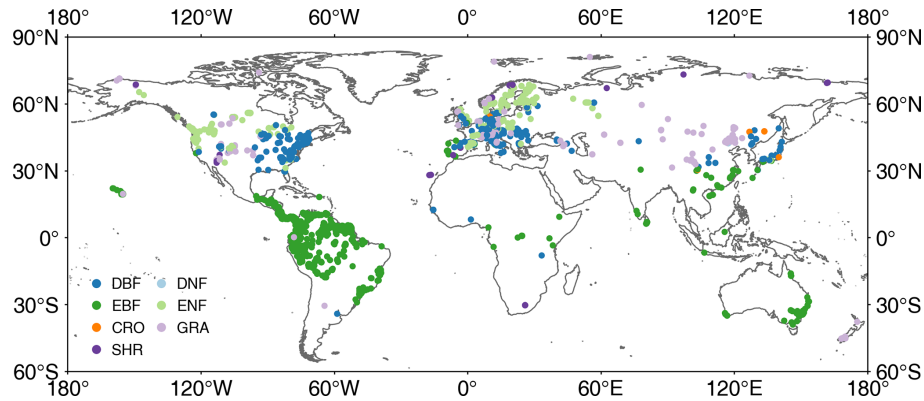 180° 120°W 60°W 0° 60°E 120°E 180°
90°N 90°N
60°N 60°N
30°N 30°N
0° 0°
DBF DNF
EBF ENF
30°S 30°S
CRO GRA
SHR
60°S 60°S
180° 120°W 60°W 0° 60°E 120°E 180°